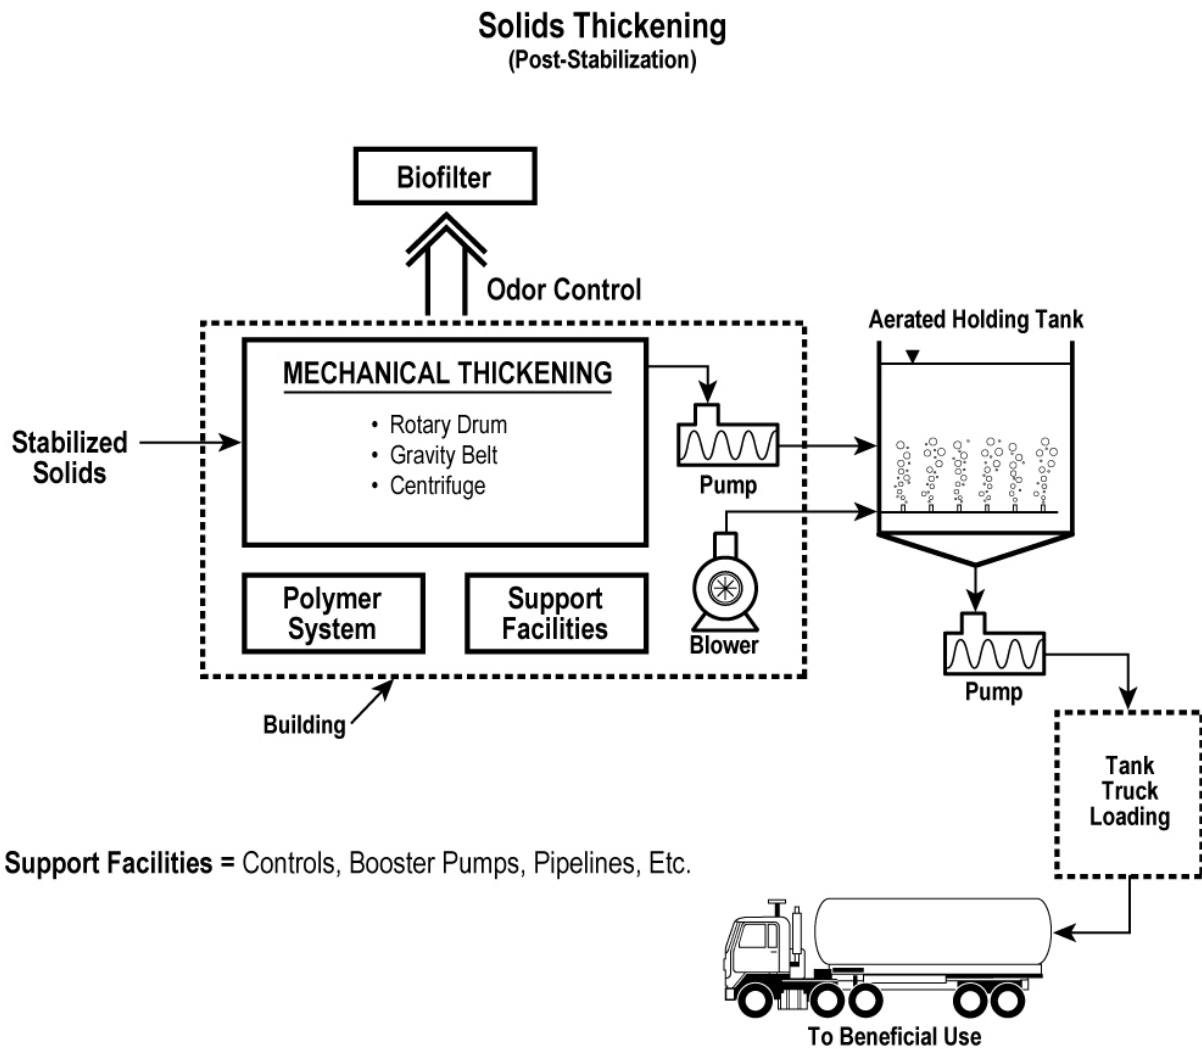 Solids Thickening
(Post-Stabilization)
Biofilter
Odor Control
Aerated Holding Tank
MECHANICAL THICKENING
• Rotary Drum
• Gravity Belt
• Centrifuge
Stabilized
Solids
Pump
Polymer
System
Support
Facilities
Blower
Pump
Building
Tank
Truck
Loading
Support Facilities = Controls, Booster Pumps, Pipelines, Etc.
To Beneficial Use